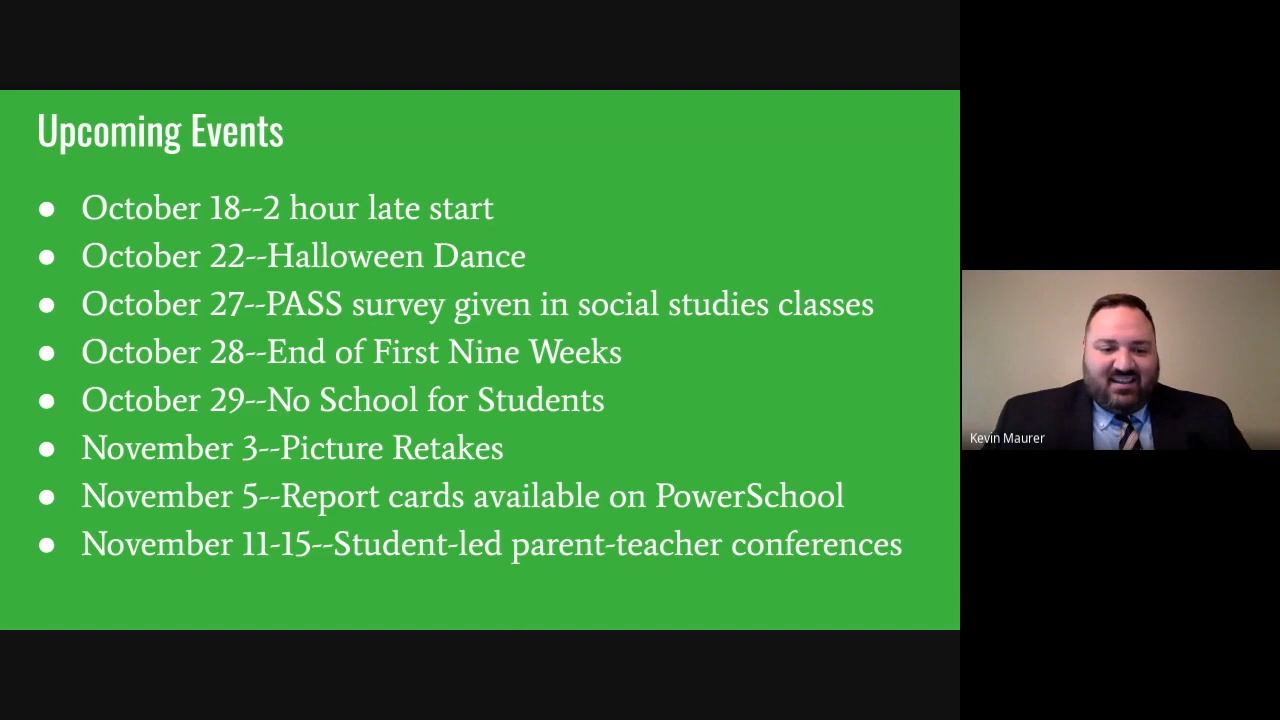 Upcoming Events
● October 18--2 hour late start
● October 22--Halloween Dance
● October 27--PASS survey given in social studies classes
● October 28--End of First Nine Weeks
● October 29--No School for Students
● November 3--Picture Retakes
● November 5--Report cards available on PowerSchool
● November 11-15--Student-led parent-teacher conferences
Kevin Maurer